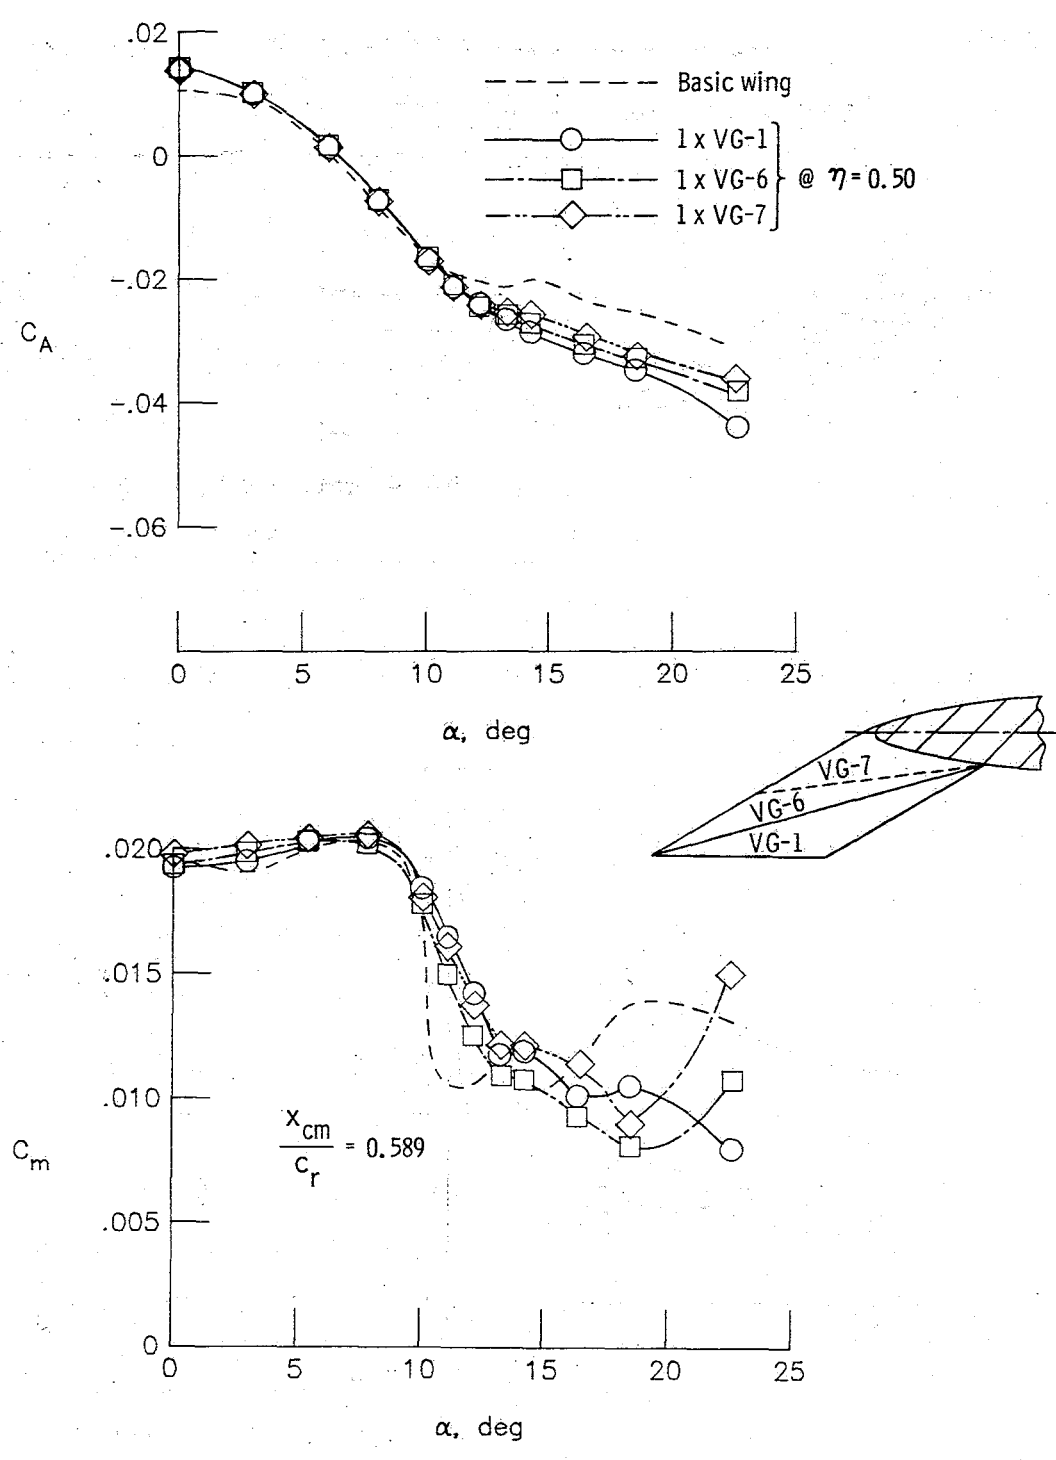 .02
0
-.02
-.04
-.06
C_A
Basic wing
1 x VG-1
1 x VG-6
1 x VG-7
@ η = 0.50
0 5 10 15 20 25
α, deg
VG-7
VG-6
VG-1
.020
.015
.010
.005
0
C_m
x_cm
c_r
= 0.589
0 5 10 15 20 25
α, deg